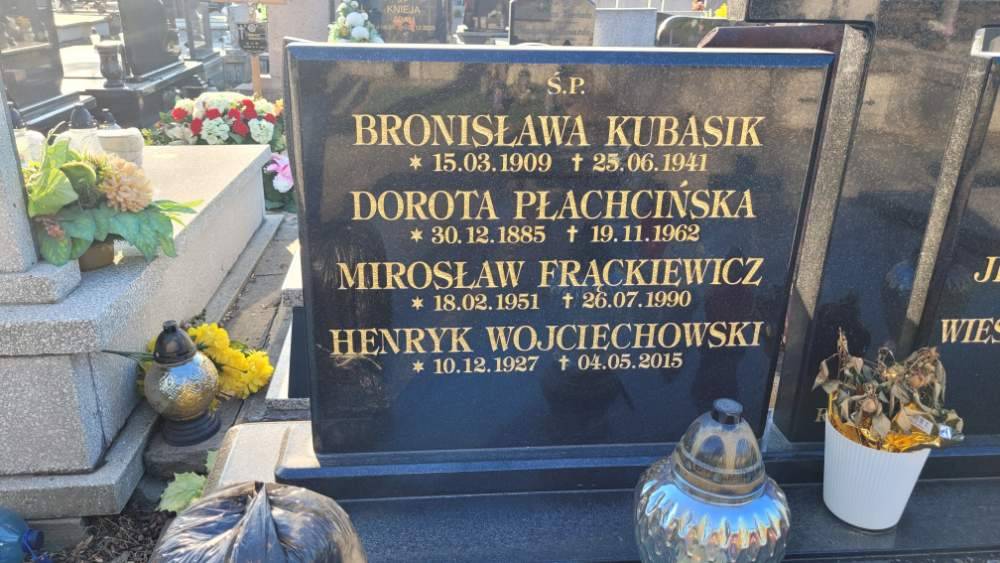 KNIEJA
Ś.P.
BRONISŁAWA KUBASIK
* 15.03.1909 † 25.06.1941
DOROTA PŁACHCIŃSKA
* 30.12.1885 † 19.11.1962
MIROSŁAW FRĄCKIEWICZ
* 18.02.1951 † 26.07.1990
HENRYK WOJCIECHOWSKI
* 10.12.1927 † 04.05.2015